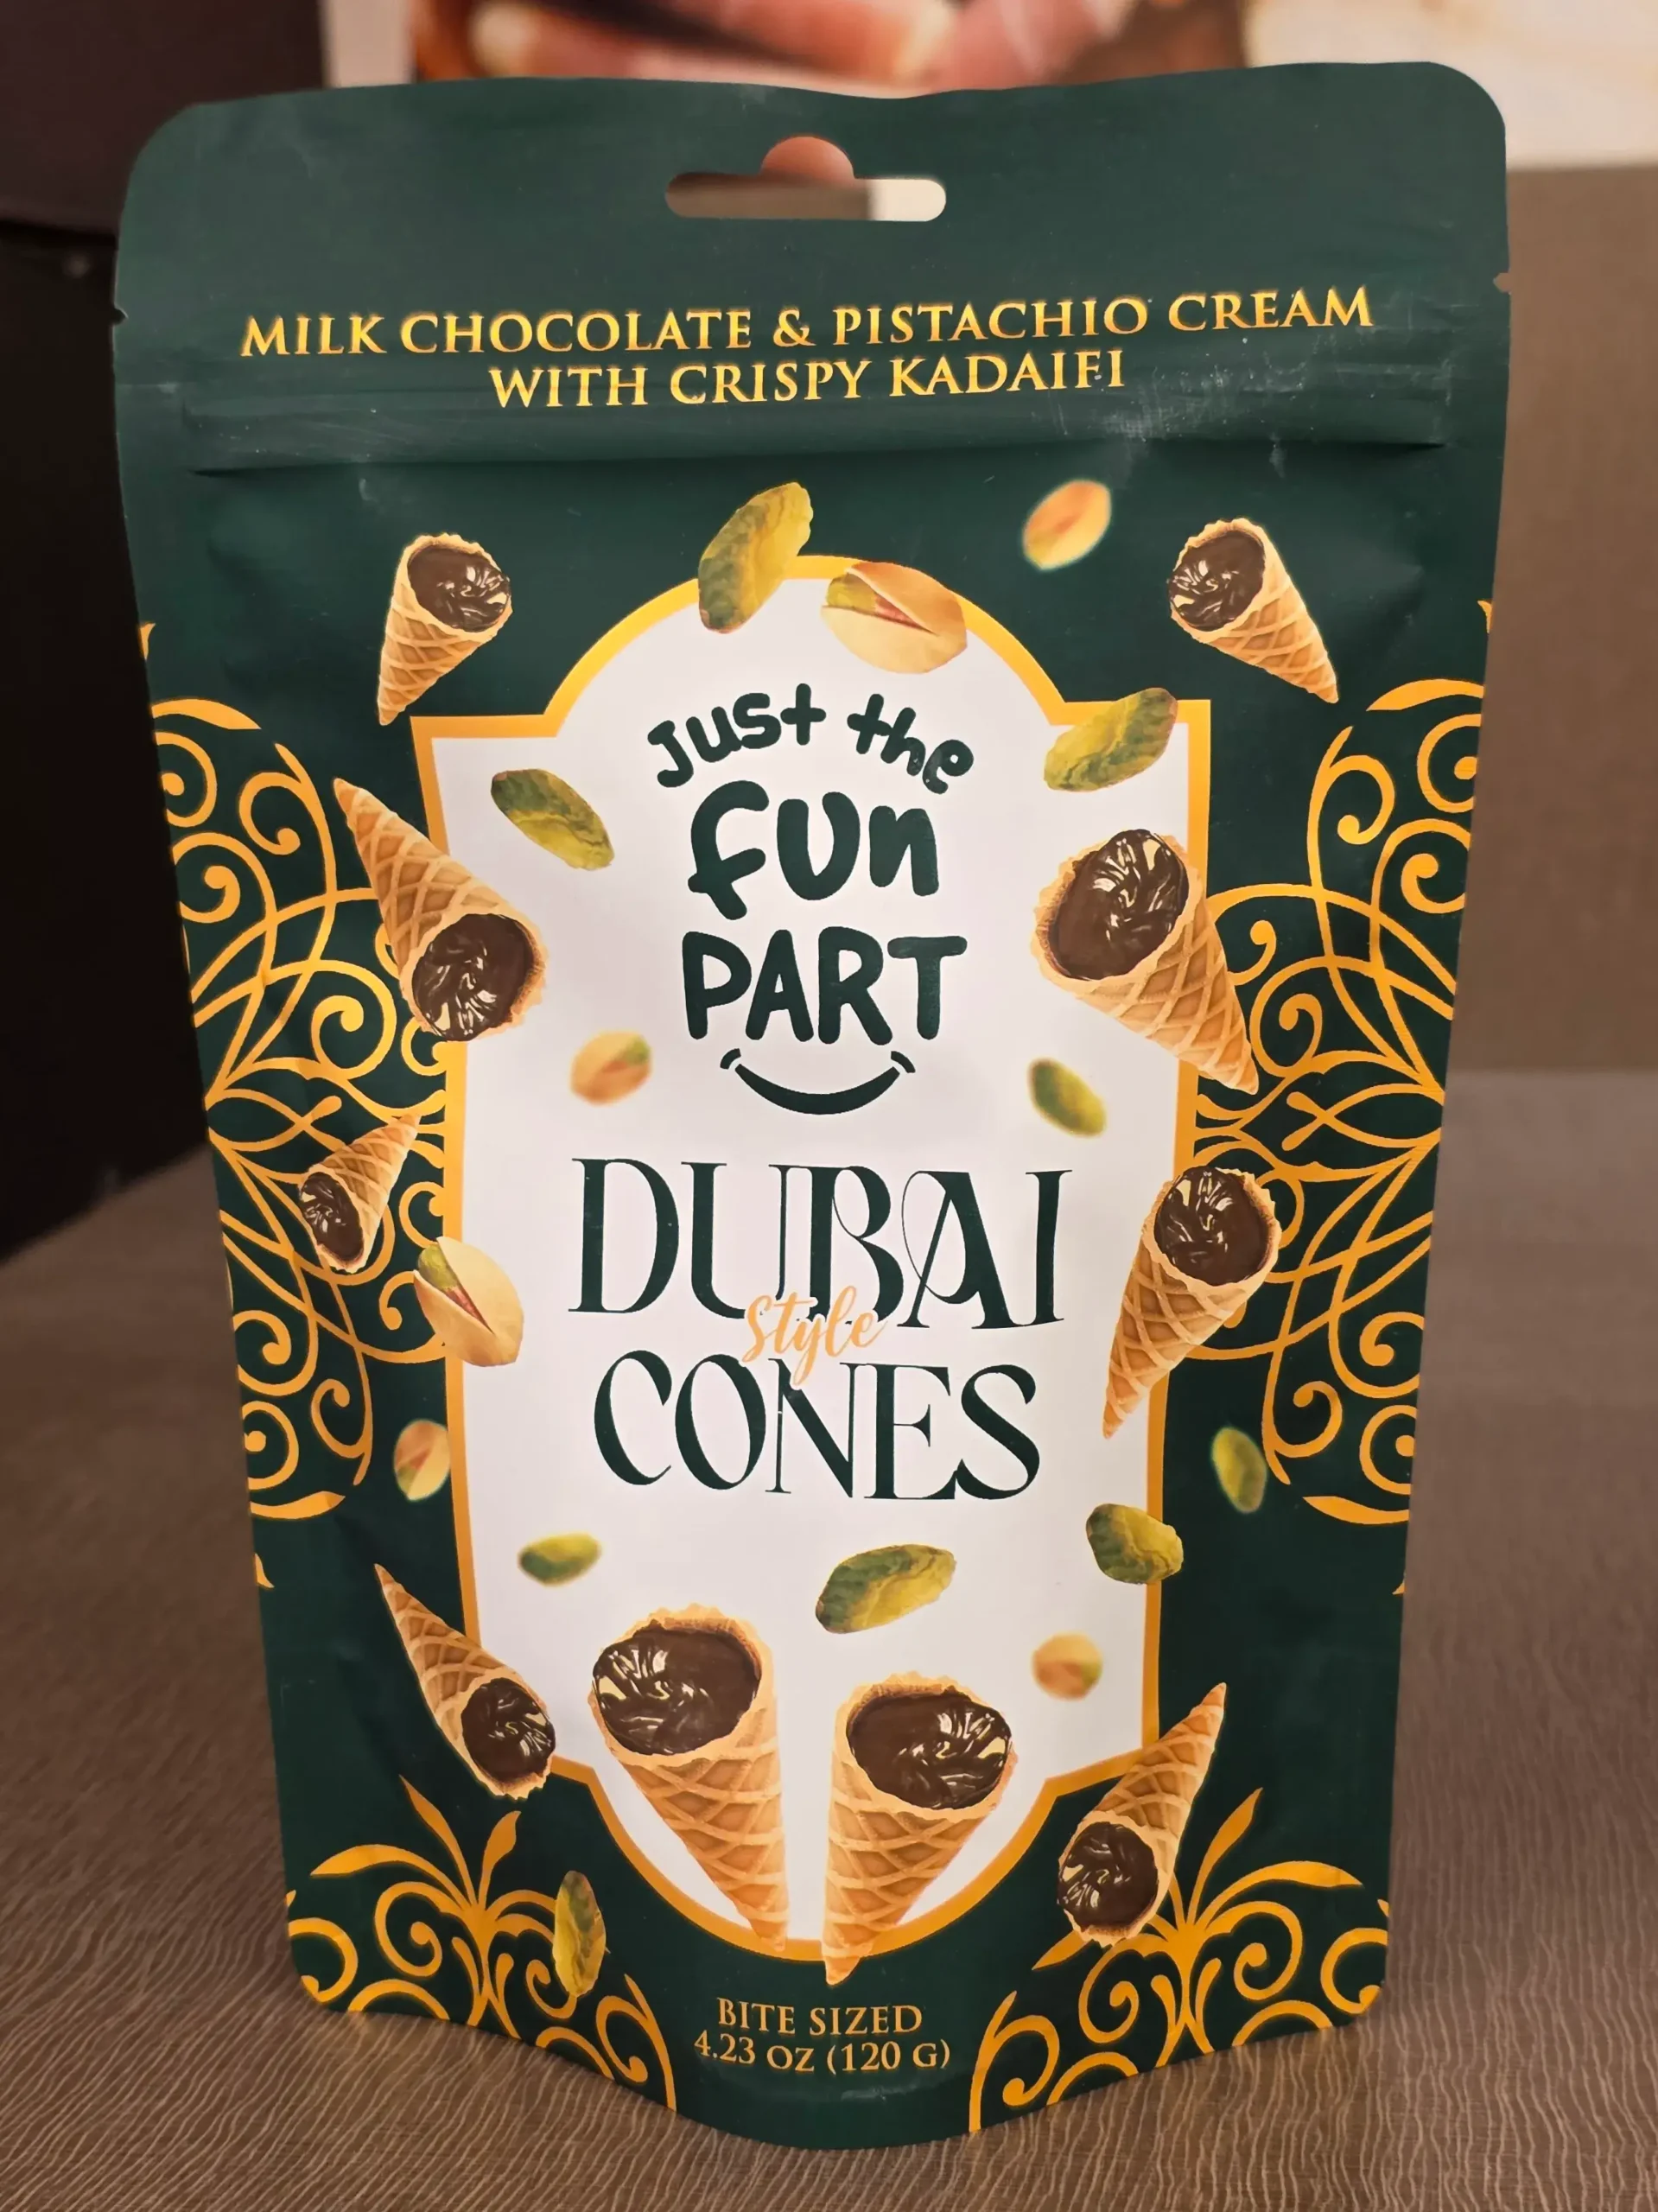 MILK CHOCOLATE & PISTACHIO CREAM
WITH CRISPY KADAIFI
Just the
Fun
PART
DUBAI
Style
CONES
BITE SIZED
4.23 OZ (120 G)